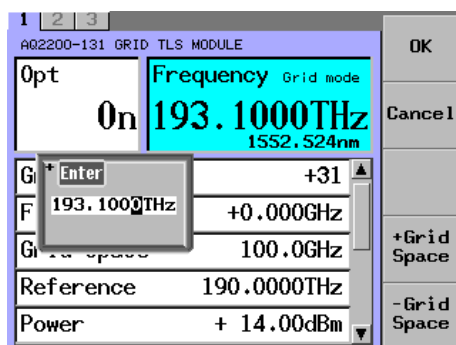 1 2 3
AQ2200-131 GRID TLS MODULE
Opt
On
Frequency Grid mode
193.1000THz
1552.524nm
+31
Enter
193.1000THz
+0.000GHz
100.0GHz
Reference 190.0000THz
Power + 14.00dBm
OK
Cancel
+Grid
Space
-Grid
Space